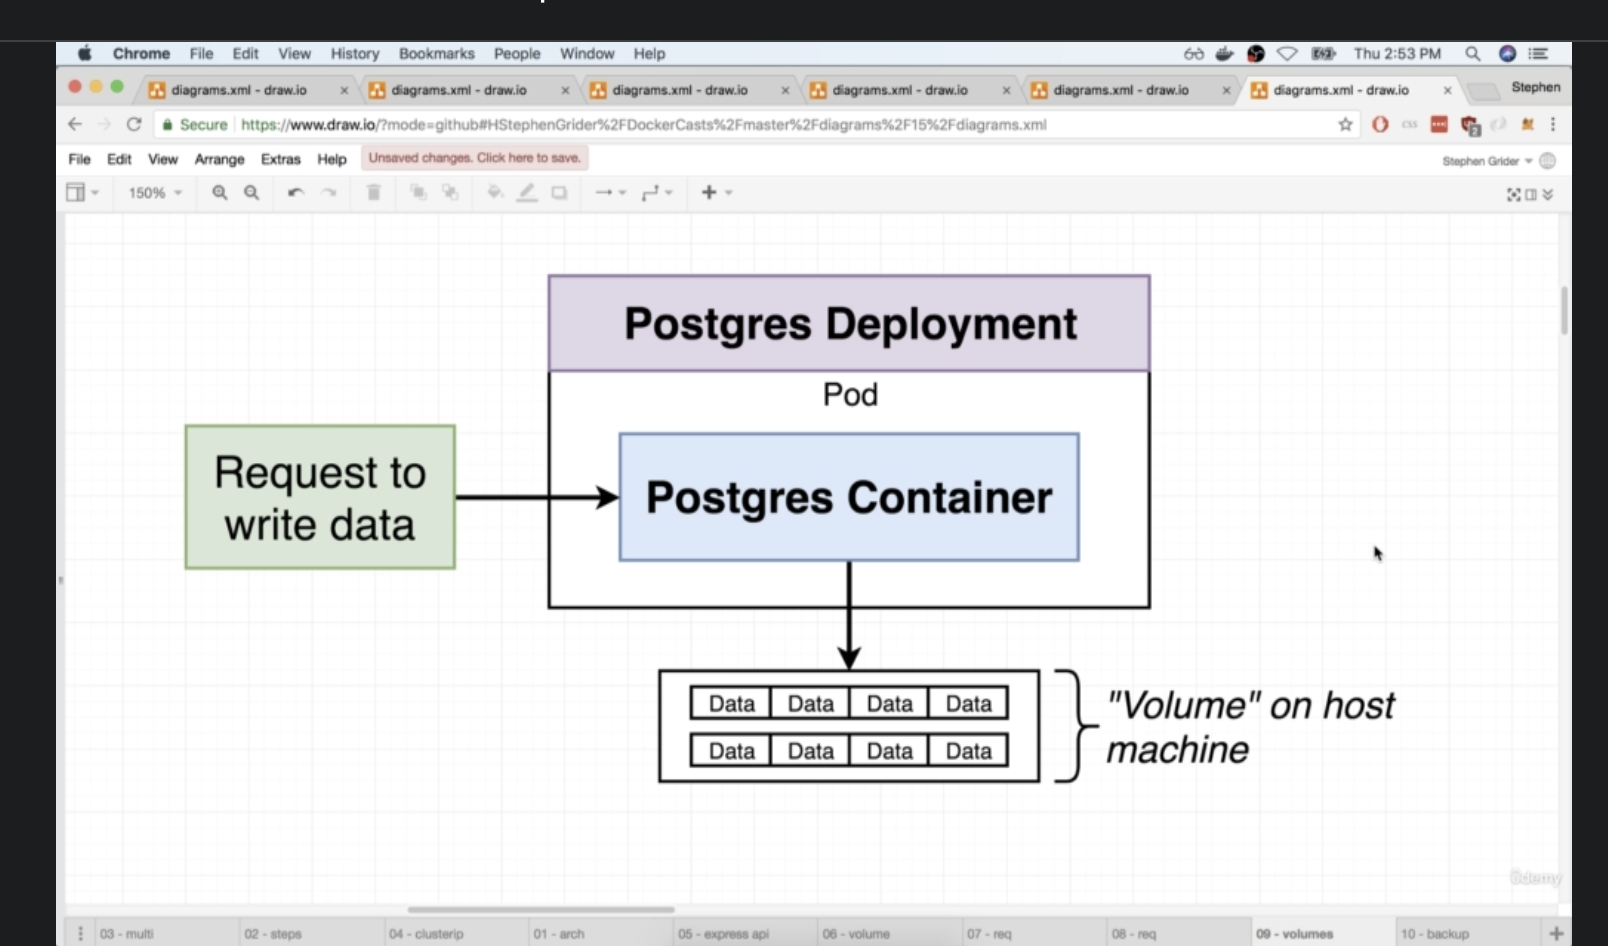 Chrome File Edit View History Bookmarks People Window Help Thu 2:53 PM
diagrams.xml - draw.io diagrams.xml - draw.io diagrams.xml - draw.io diagrams.xml - draw.io diagrams.xml - draw.io diagrams.xml - draw.io Stephen
Secure https://www.draw.io/?mode=github#HStephenGrider%2FDockerCasts%2Fmaster%2Fdiagrams%2F15%2Fdiagrams.xml
File Edit View Arrange Extras Help Unsaved changes. Click here to save. Stephen Grider
150%
Postgres Deployment
Pod
Request to
write data
Postgres Container
Data Data Data Data
Data Data Data Data
"Volume" on host
machine
ûdemy
03 - multi 02 - steps 04 - clusterip 01 - arch 05 - express api 06 - volume 07 - req 08 - req 09 - volumes 10 - backup